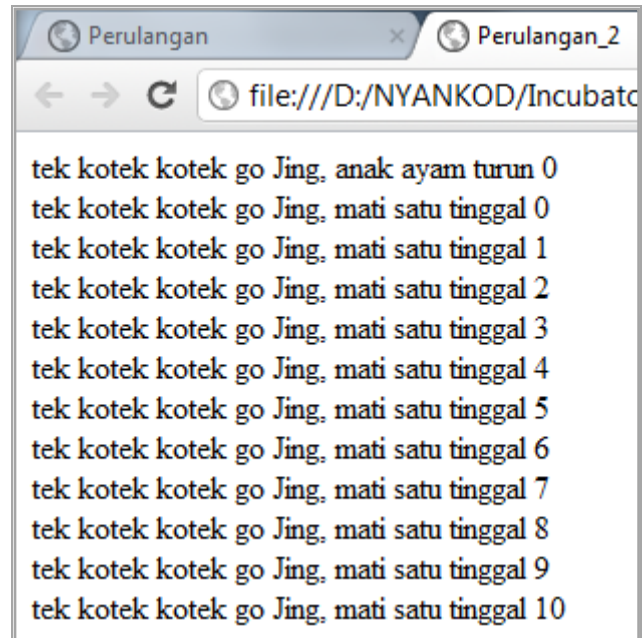 Perulangan
Perulangan_2
file:///D:/NYANKOD/Incubato
tek kotek kotek go Jing, anak ayam turun 0
tek kotek kotek go Jing, mati satu tinggal 0
tek kotek kotek go Jing, mati satu tinggal 1
tek kotek kotek go Jing, mati satu tinggal 2
tek kotek kotek go Jing, mati satu tinggal 3
tek kotek kotek go Jing, mati satu tinggal 4
tek kotek kotek go Jing, mati satu tinggal 5
tek kotek kotek go Jing, mati satu tinggal 6
tek kotek kotek go Jing, mati satu tinggal 7
tek kotek kotek go Jing, mati satu tinggal 8
tek kotek kotek go Jing, mati satu tinggal 9
tek kotek kotek go Jing, mati satu tinggal 10